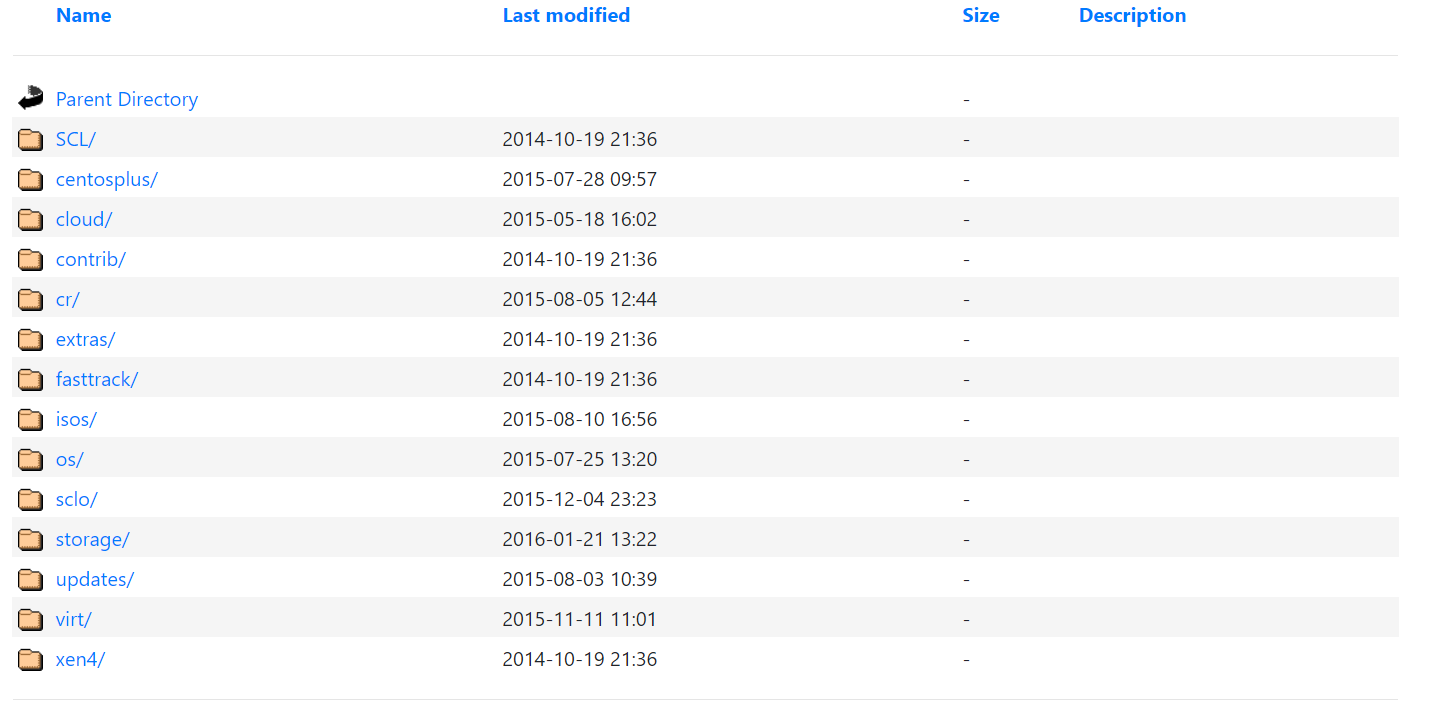 Name Last modified Size Description
Parent Directory -
SCL/ 2014-10-19 21:36 -
centosplus/ 2015-07-28 09:57 -
cloud/ 2015-05-18 16:02 -
contrib/ 2014-10-19 21:36 -
cr/ 2015-08-05 12:44 -
extras/ 2014-10-19 21:36 -
fasttrack/ 2014-10-19 21:36 -
isos/ 2015-08-10 16:56 -
os/ 2015-07-25 13:20 -
sclo/ 2015-12-04 23:23 -
storage/ 2016-01-21 13:22 -
updates/ 2015-08-03 10:39 -
virt/ 2015-11-11 11:01 -
xen4/ 2014-10-19 21:36 -